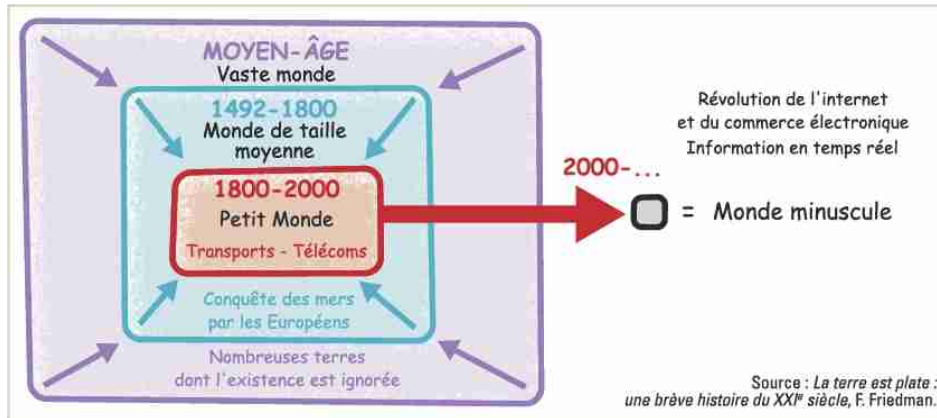 MOYEN-ÂGE
Vaste monde
1492-1800
Monde de taille
moyenne
1800-2000
Petit Monde
Transports - Télécoms
Conquête des mers
par les Européens
Nombreuses terres
dont l'existence est ignorée
Révolution de l'internet
et du commerce électronique
Information en temps réel
2000-...
= Monde minuscule
Source : La terre est plate :
une brève histoire du XXIe siècle, F. Friedman.